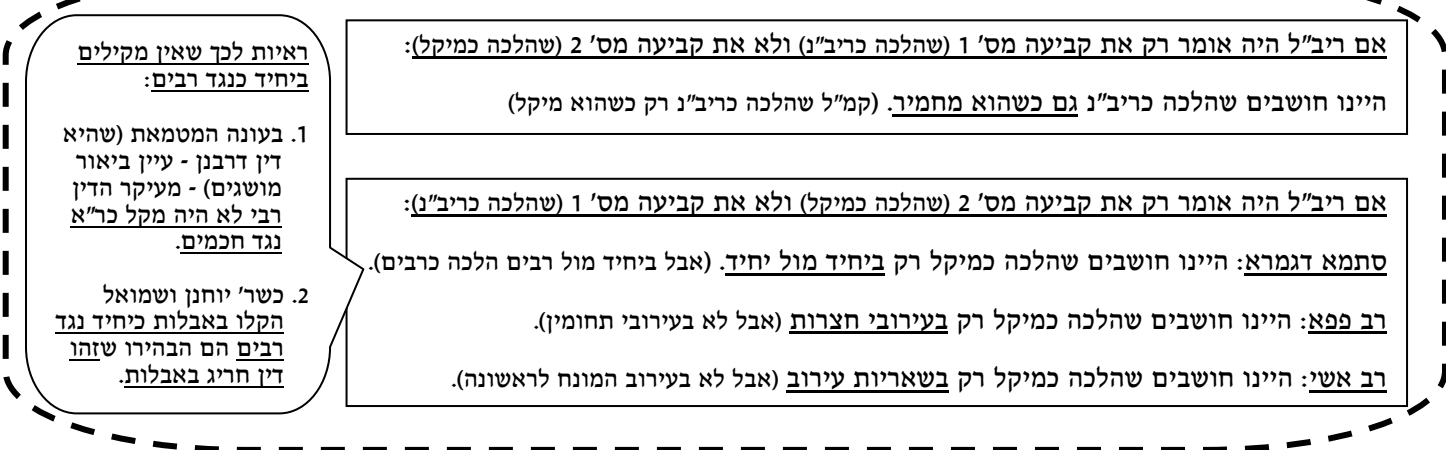 אם ריב"ל היה אומר רק את קביעה מס' 1 (שהלכה כריב"נ) ולא את קביעה מס' 2 (שהלכה כמיקל):
היינו חושבים שהלכה כריב"נ גם כשהוא מחמיר. (קמ"ל שהלכה כריב"נ רק כשהוא מיקל)
אם ריב"ל היה אומר רק את קביעה מס' 2 (שהלכה כמיקל) ולא את קביעה מס' 1 (שהלכה כריב"נ):
סתמא דגמרא: היינו חושבים שהלכה כמיקל רק ביחיד מול יחיד. (אבל ביחיד מול רבים הלכה כרבים).
רב פפא: היינו חושבים שהלכה כמיקל רק בעירובי חצרות (אבל לא בעירובי תחומין).
רב אשי: היינו חושבים שהלכה כמיקל רק בשאריות עירוב (אבל לא בעירוב המונח לראשונה).
ראיות לכך שאין מקילים
ביחיד כנגד רבים:
1. בעונה המטמאת (שהיא
דין דרבנן - עיין ביאור
מושגים) - מעיקר הדין
רבי לא היה מקל כר"א
נגד חכמים.
2. כשר' יוחנן ושמואל
הקלו באבלות כיחיד נגד
רבים הם הבהירו שזהו
דין חריג באבלות.